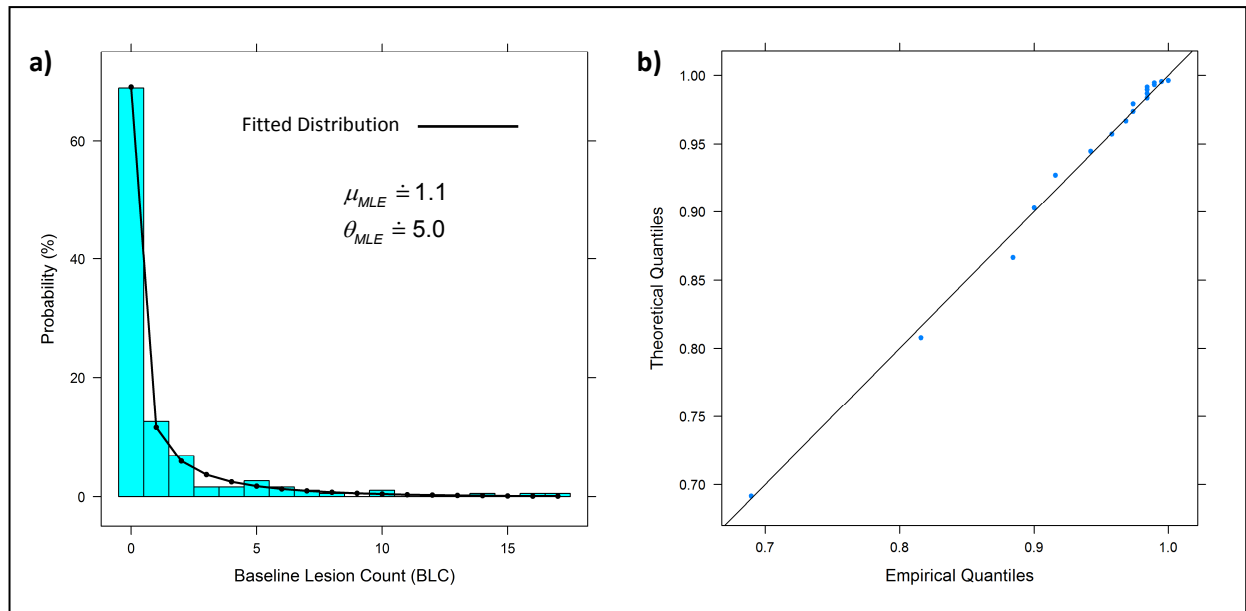 a)
Fitted Distribution
μMLE ≐ 1.1
θMLE ≐ 5.0
Probability (%)
60
40
20
0
0 5 10 15
Baseline Lesion Count (BLC)
b)
Theoretical Quantiles
1.00
0.95
0.90
0.85
0.80
0.75
0.70
0.7 0.8 0.9 1.0
Empirical Quantiles